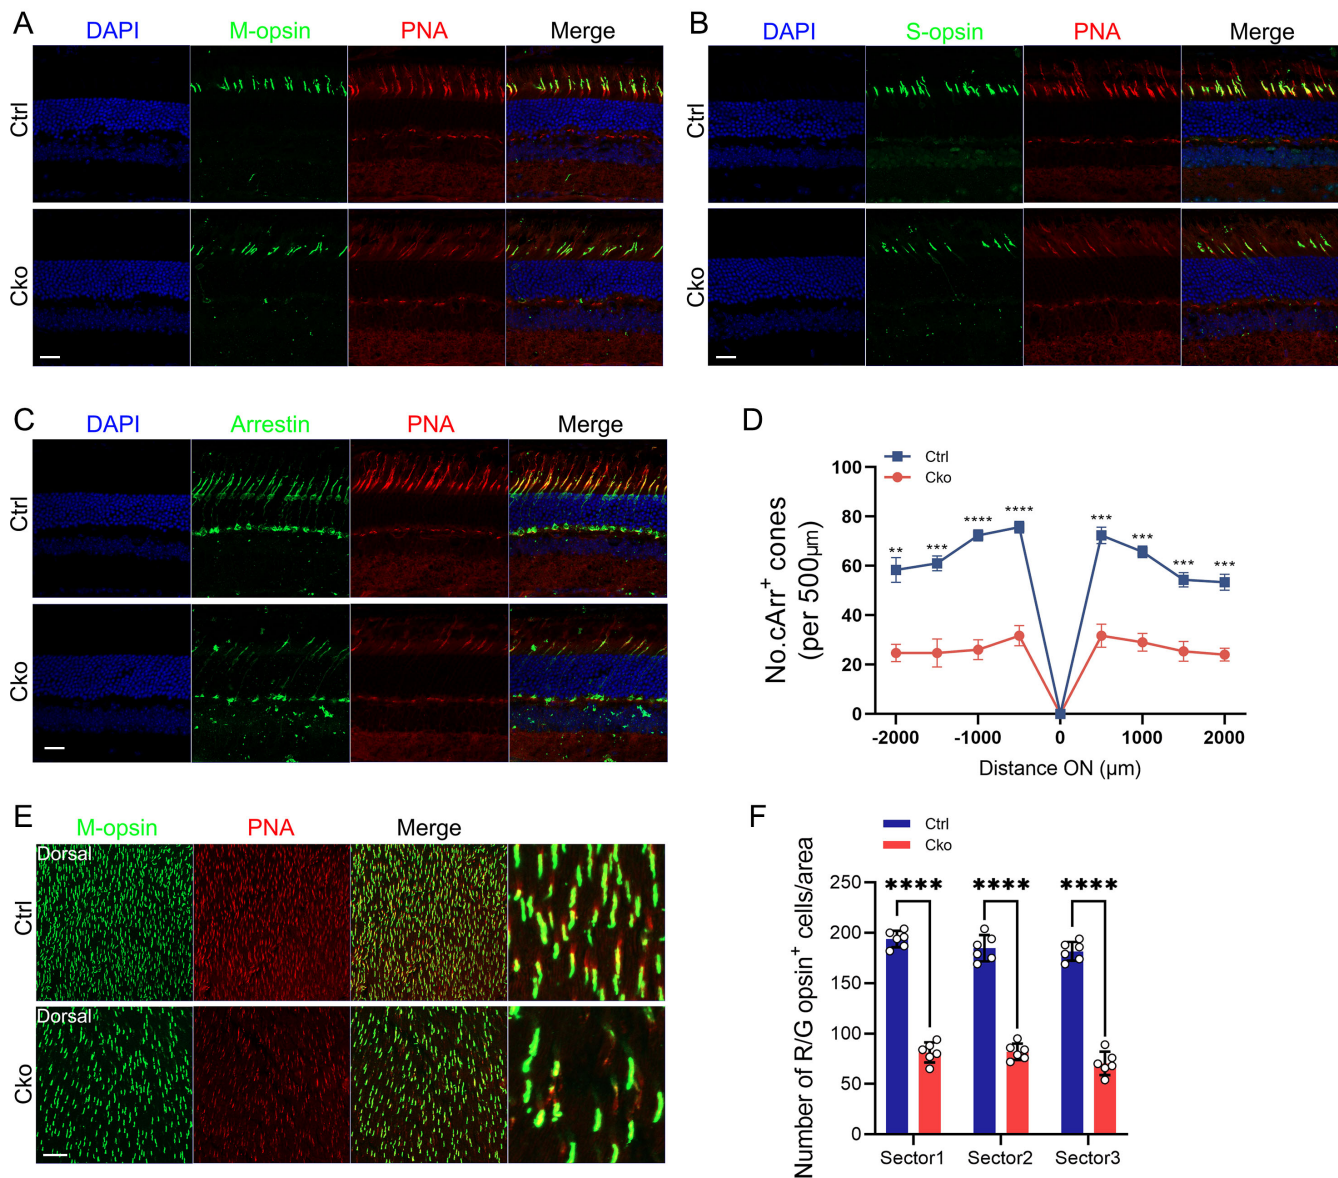 A
DAPI M-opsin PNA Merge
Ctrl
Cko
B
DAPI S-opsin PNA Merge
Ctrl
Cko
C
DAPI Arrestin PNA Merge
Ctrl
Cko
D
Ctrl
Cko
No.cArr+ cones
(per 500µm)
100
80
60
40
20
0
** *** **** **** *** *** *** ***
-2000 -1000 0 1000 2000
Distance ON (µm)
E
M-opsin PNA Merge
Dorsal
Ctrl
Dorsal
Cko
F
Ctrl
Cko
Number of R/G opsin+ cells/area
250
200
150
100
50
0
**** **** ****
Sector1 Sector2 Sector3